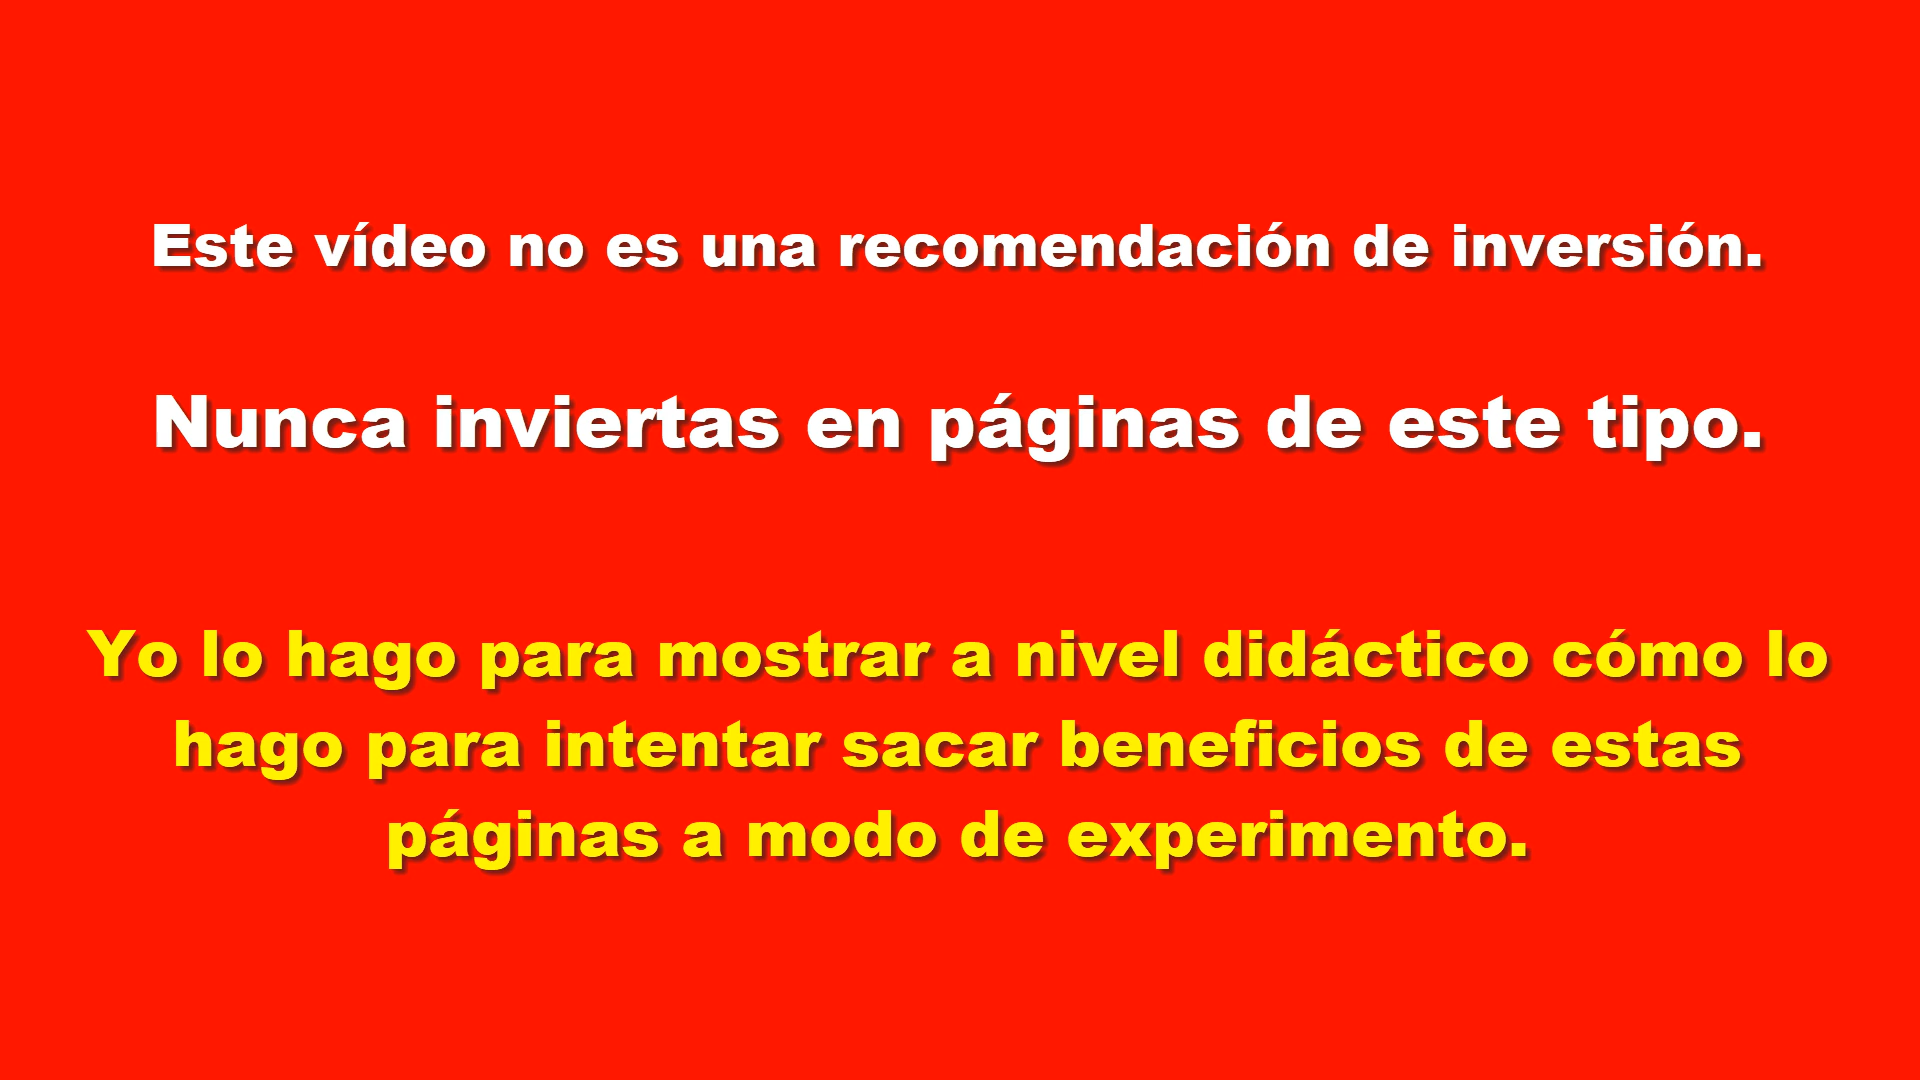 Este vídeo no es una recomendación de inversión.
Nunca inviertas en páginas de este tipo.
Yo lo hago para mostrar a nivel didáctico cómo lo
hago para intentar sacar beneficios de estas
páginas a modo de experimento.